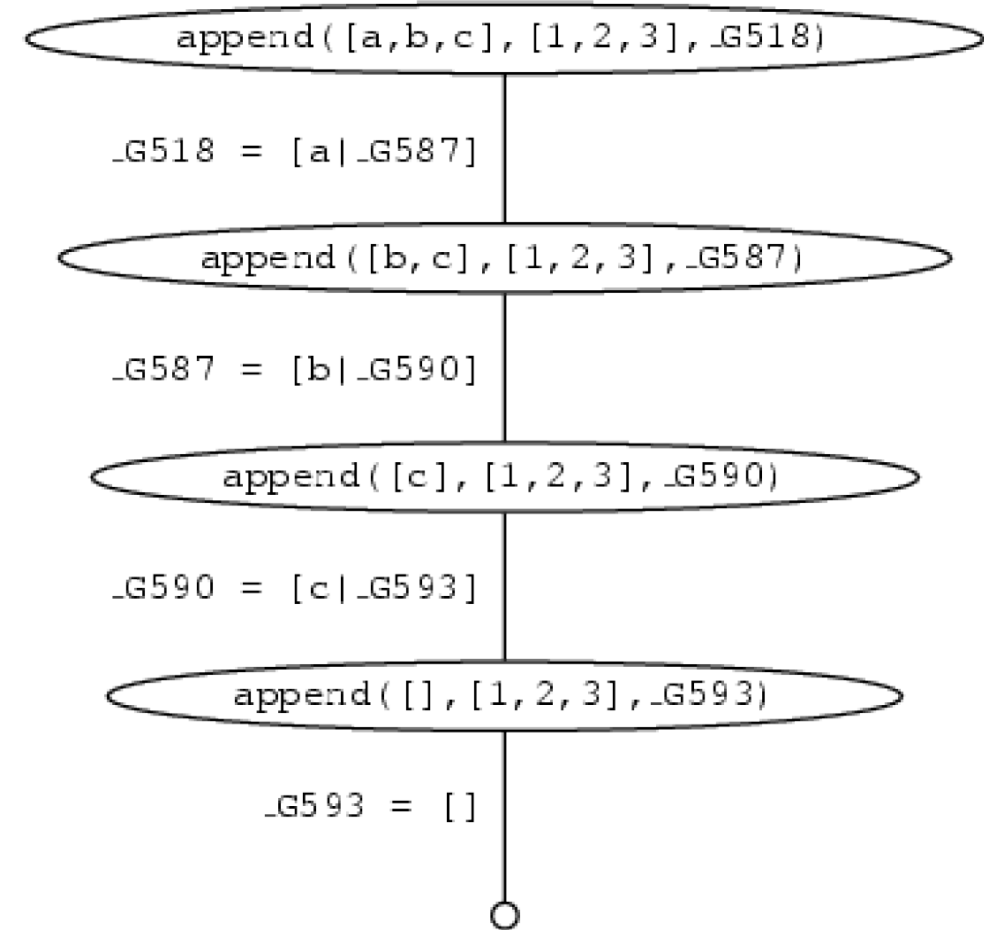 append([a,b,c],[1,2,3],_G518)
_G518 = [a|_G587]
append([b,c],[1,2,3],_G587)
_G587 = [b|_G590]
append([c],[1,2,3],_G590)
_G590 = [c|_G593]
append([],[1,2,3],_G593)
_G593 = []